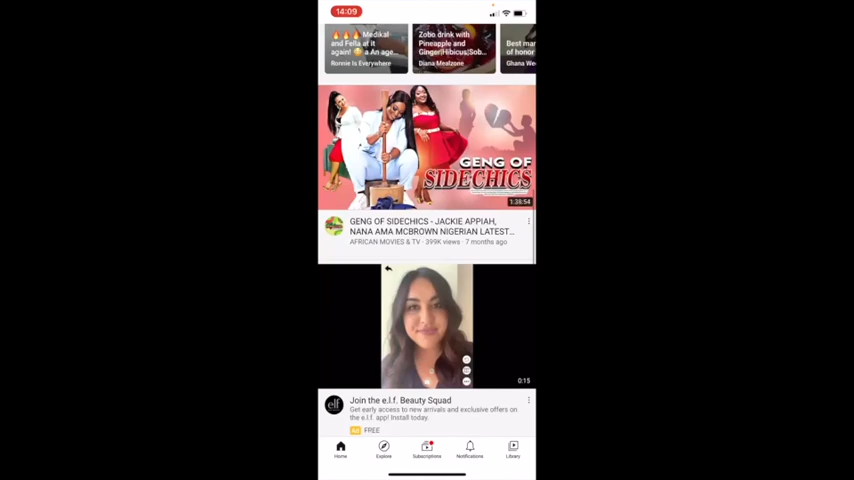 14:09
🔥🔥🔥 Medikal
and Fella at it
again! 😳 a An age...
Ronnie Is Everywhere
Zobo drink with
Pineapple and
Ginger|Hibicus|Sob...
Diana Mealzone
Best ma
of honor
Ghana We
GENG OF
SIDECHICS
1:38:54
GENG OF SIDECHICS - JACKIE APPIAH,
NANA AMA MCBROWN NIGERIAN LATEST...
AFRICAN MOVIES & TV · 399K views · 7 months ago
0:15
elf
Join the e.l.f. Beauty Squad
Get early access to new arrivals and exclusive offers on
the e.l.f. app! Install today.
Ad FREE
Home
Explore
Subscriptions
Notifications
Library